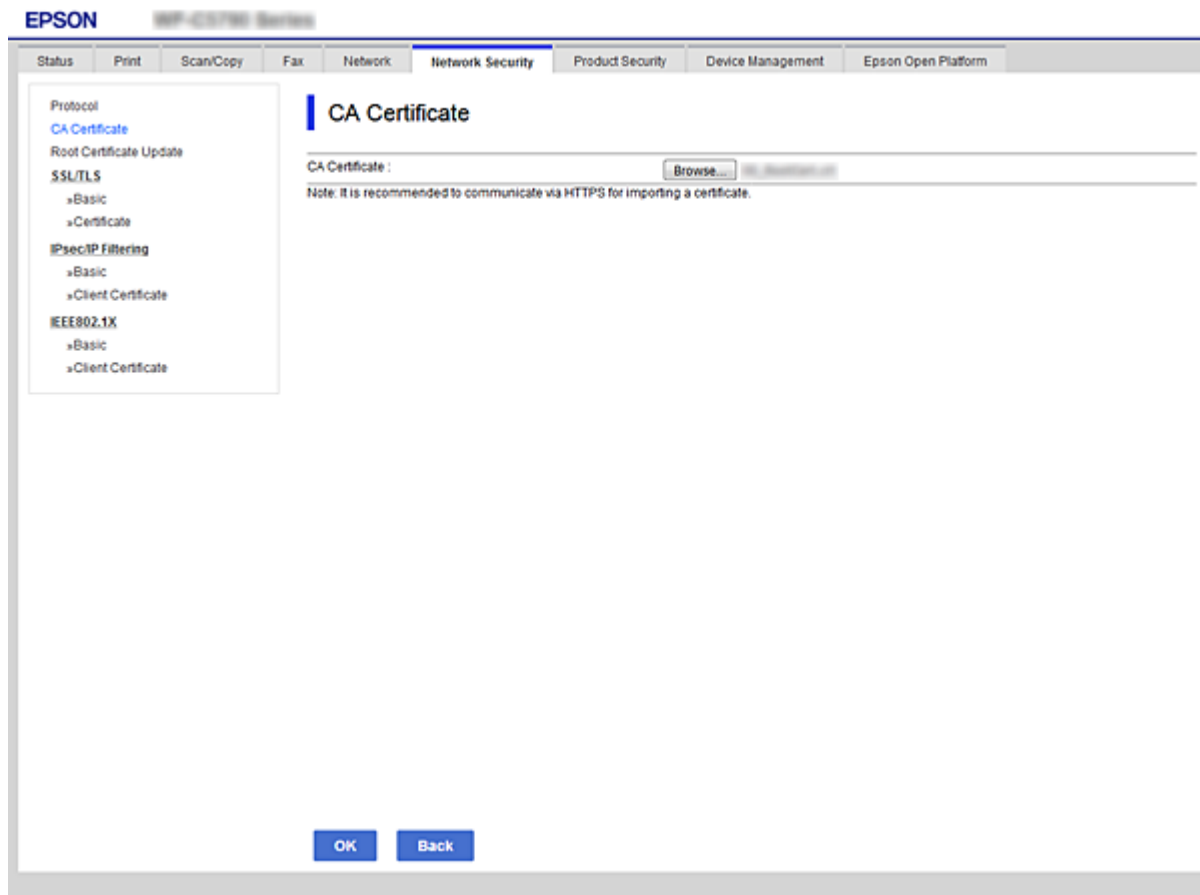 EPSON
Status Print Scan/Copy Fax Network Network Security Product Security Device Management Epson Open Platform
Protocol
CA Certificate
Root Certificate Update
SSL/TLS
»Basic
»Certificate
IPsec/IP Filtering
»Basic
»Client Certificate
IEEE802.1X
»Basic
»Client Certificate
CA Certificate
CA Certificate :
Browse...
Note: It is recommended to communicate via HTTPS for importing a certificate.
OK Back